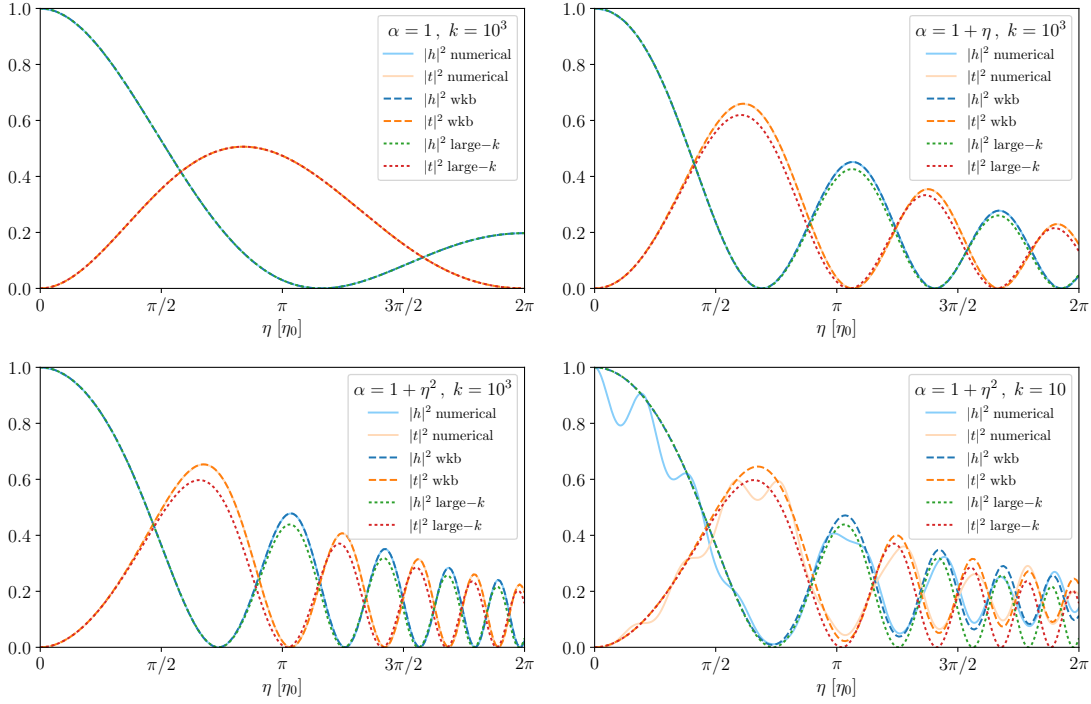 1.0
0.8
0.6
0.4
0.2
0.0
0
π/2
π
3π/2
2π
η [η₀]
α = 1 , k = 10³
|h|² numerical
|t|² numerical
|h|² wkb
|t|² wkb
|h|² large−k
|t|² large−k
1.0
0.8
0.6
0.4
0.2
0.0
0
π/2
π
3π/2
2π
η [η₀]
α = 1 + η , k = 10³
|h|² numerical
|t|² numerical
|h|² wkb
|t|² wkb
|h|² large−k
|t|² large−k
1.0
0.8
0.6
0.4
0.2
0.0
0
π/2
π
3π/2
2π
η [η₀]
α = 1 + η² , k = 10³
|h|² numerical
|t|² numerical
|h|² wkb
|t|² wkb
|h|² large−k
|t|² large−k
1.0
0.8
0.6
0.4
0.2
0.0
0
π/2
π
3π/2
2π
η [η₀]
α = 1 + η² , k = 10
|h|² numerical
|t|² numerical
|h|² wkb
|t|² wkb
|h|² large−k
|t|² large−k